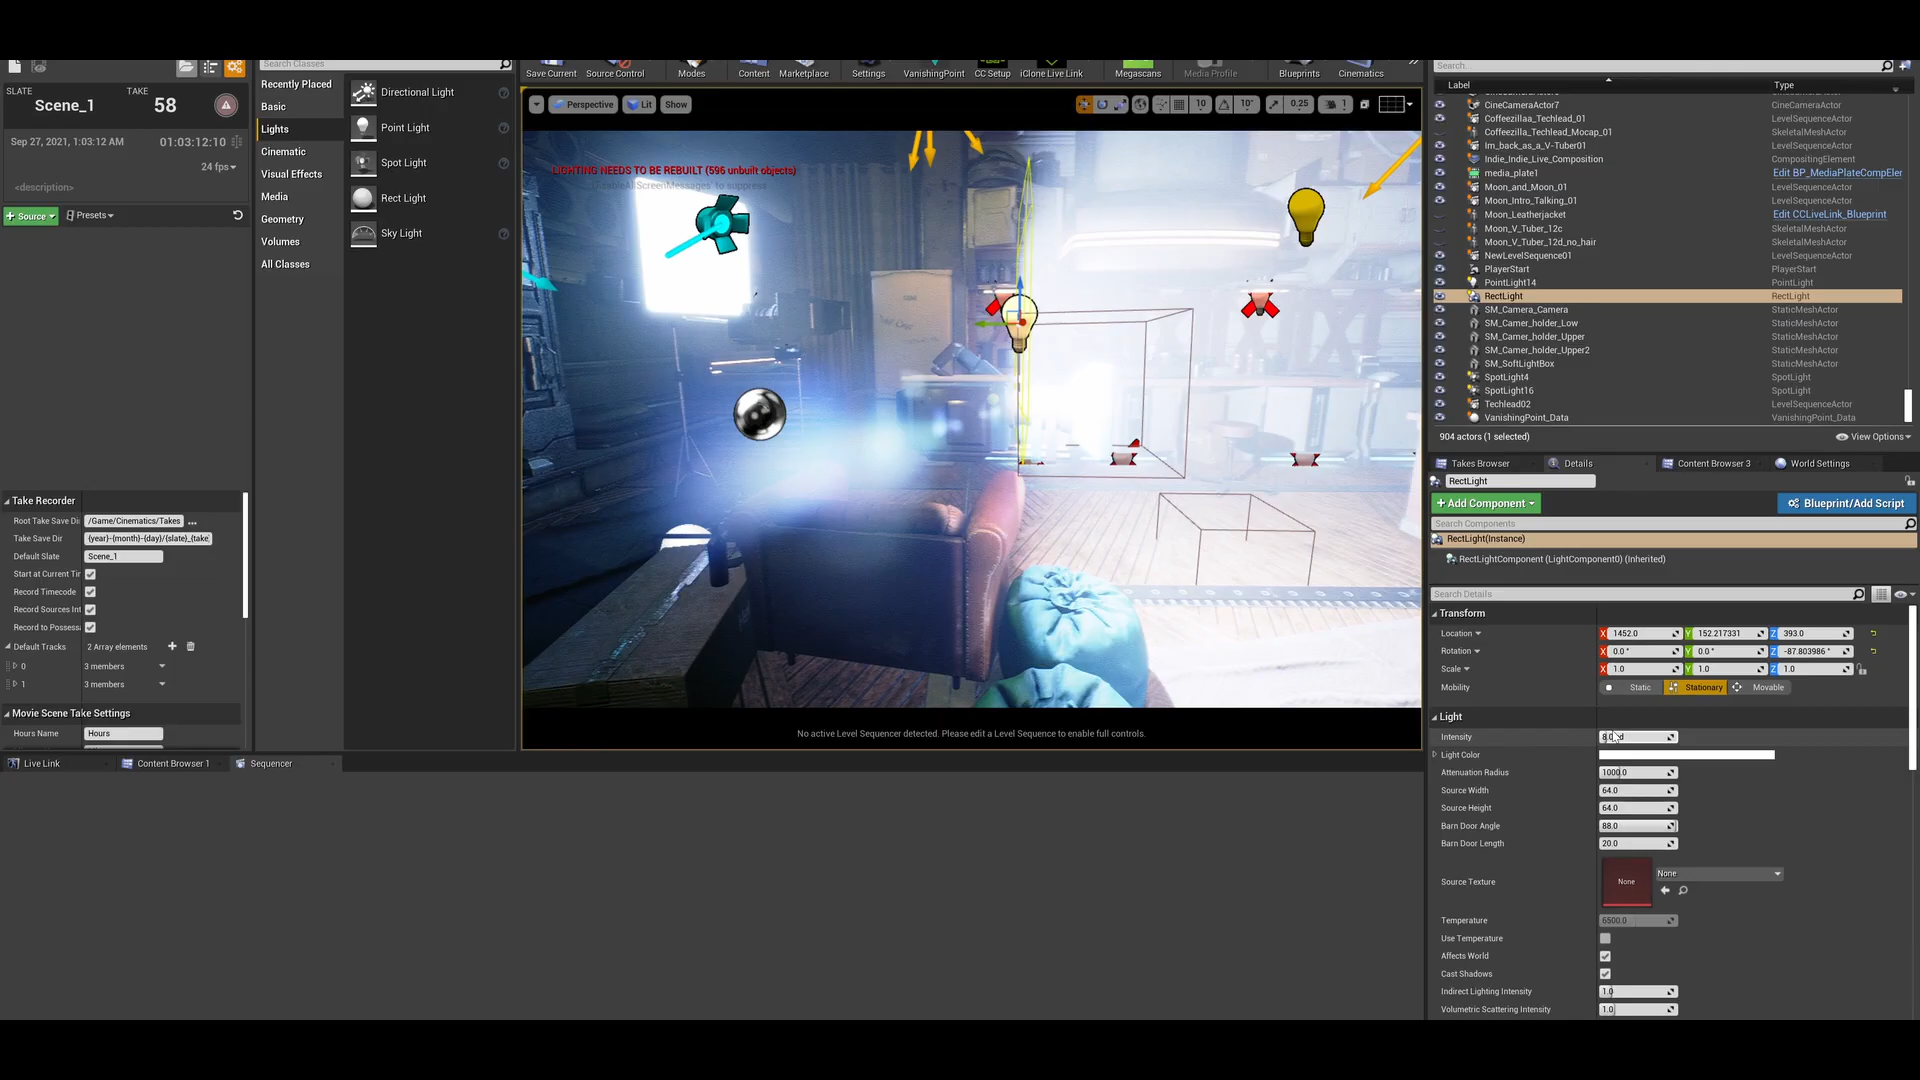 Search Classes
Save Current
Source Control
Modes
Content
Marketplace
Settings
VanishingPoint
CC Setup
iClone Live Link
Megascans
Media Profile
Blueprints
Cinematics
Search...
SLATE
Scene_1
TAKE
58
Sep 27, 2021, 1:03:12 AM
01:03:12:10
24 fps
<description>
+ Source
Presets
Recently Placed
Basic
Lights
Cinematic
Visual Effects
Media
Geometry
Volumes
All Classes
Directional Light
Point Light
Spot Light
Rect Light
Sky Light
Perspective
Lit
Show
10
10°
0.25
1
LIGHTING NEEDS TO BE REBUILT (596 unbuilt objects)
'DisableAllScreenMessages' to suppress
No active Level Sequencer detected. Please edit a Level Sequence to enable full controls.
Label
Type
CineCameraActor7 CineCameraActor
Coffeezillaa_Techlead_01 LevelSequenceActor
Coffeezilla_Techlead_Mocap_01 SkeletalMeshActor
Im_back_as_a_V-Tuber01 LevelSequenceActor
Indie_Indie_Live_Composition CompositingElement
media_plate1 Edit BP_MediaPlateCompEler
Moon_and_Moon_01 LevelSequenceActor
Moon_Intro_Talking_01 LevelSequenceActor
Moon_Leatherjacket Edit CCLiveLink_Blueprint
Moon_V_Tuber_12c SkeletalMeshActor
Moon_V_Tuber_12d_no_hair SkeletalMeshActor
NewLevelSequence01 LevelSequenceActor
PlayerStart PlayerStart
PointLight14 PointLight
RectLight RectLight
SM_Camera_Camera StaticMeshActor
SM_Camer_holder_Low StaticMeshActor
SM_Camer_holder_Upper StaticMeshActor
SM_Camer_holder_Upper2 StaticMeshActor
SM_SoftLightBox StaticMeshActor
SpotLight4 SpotLight
SpotLight16 SpotLight
Techlead02 LevelSequenceActor
VanishingPoint_Data VanishingPoint_Data
904 actors (1 selected)
View Options
Takes Browser
Details
Content Browser 3
World Settings
RectLight
+ Add Component
Blueprint/Add Script
Search Components
RectLight(Instance)
RectLightComponent (LightComponent0) (Inherited)
Search Details
Transform
Location X 1452.0 Y 152.217331 Z 393.0
Rotation X 0.0° Y 0.0° Z -87.803986°
Scale X 1.0 Y 1.0 Z 1.0
Mobility Static Stationary Movable
Light
Intensity
Light Color
Attenuation Radius 1000.0
Source Width 64.0
Source Height 64.0
Barn Door Angle 88.0
Barn Door Length 20.0
Source Texture None None
Temperature 6500.0
Use Temperature
Affects World
Cast Shadows
Indirect Lighting Intensity 1.0
Volumetric Scattering Intensity 1.0
Take Recorder
Root Take Save Di /Game/Cinematics/Takes ...
Take Save Dir {year}-{month}-{day}/{slate}_{take}
Default Slate Scene_1
Start at Current Tir
Record Timecode
Record Sources Int
Record to Possess
Default Tracks 2 Array elements
0 3 members
1 3 members
Movie Scene Take Settings
Hours Name Hours
Live Link
Content Browser 1
Sequencer